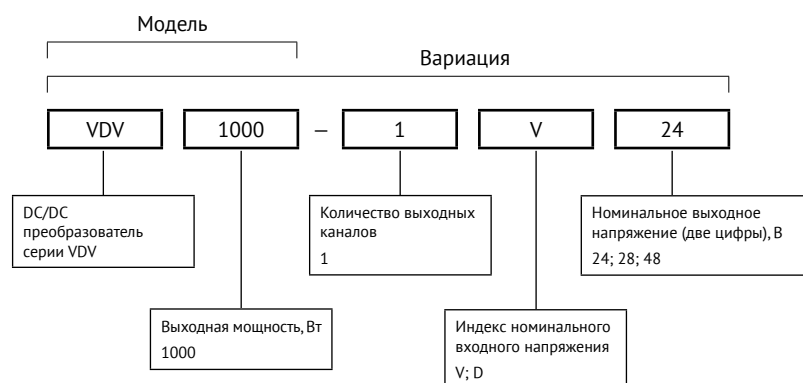 Модель
Вариация
VDV 1000 – 1 V 24
DC/DC
преобразователь
серии VDV
Количество выходных
каналов
1
Номинальное выходное
напряжение (две цифры), В
24; 28; 48
Выходная мощность, Вт
1000
Индекс номинального
входного напряжения
V; D